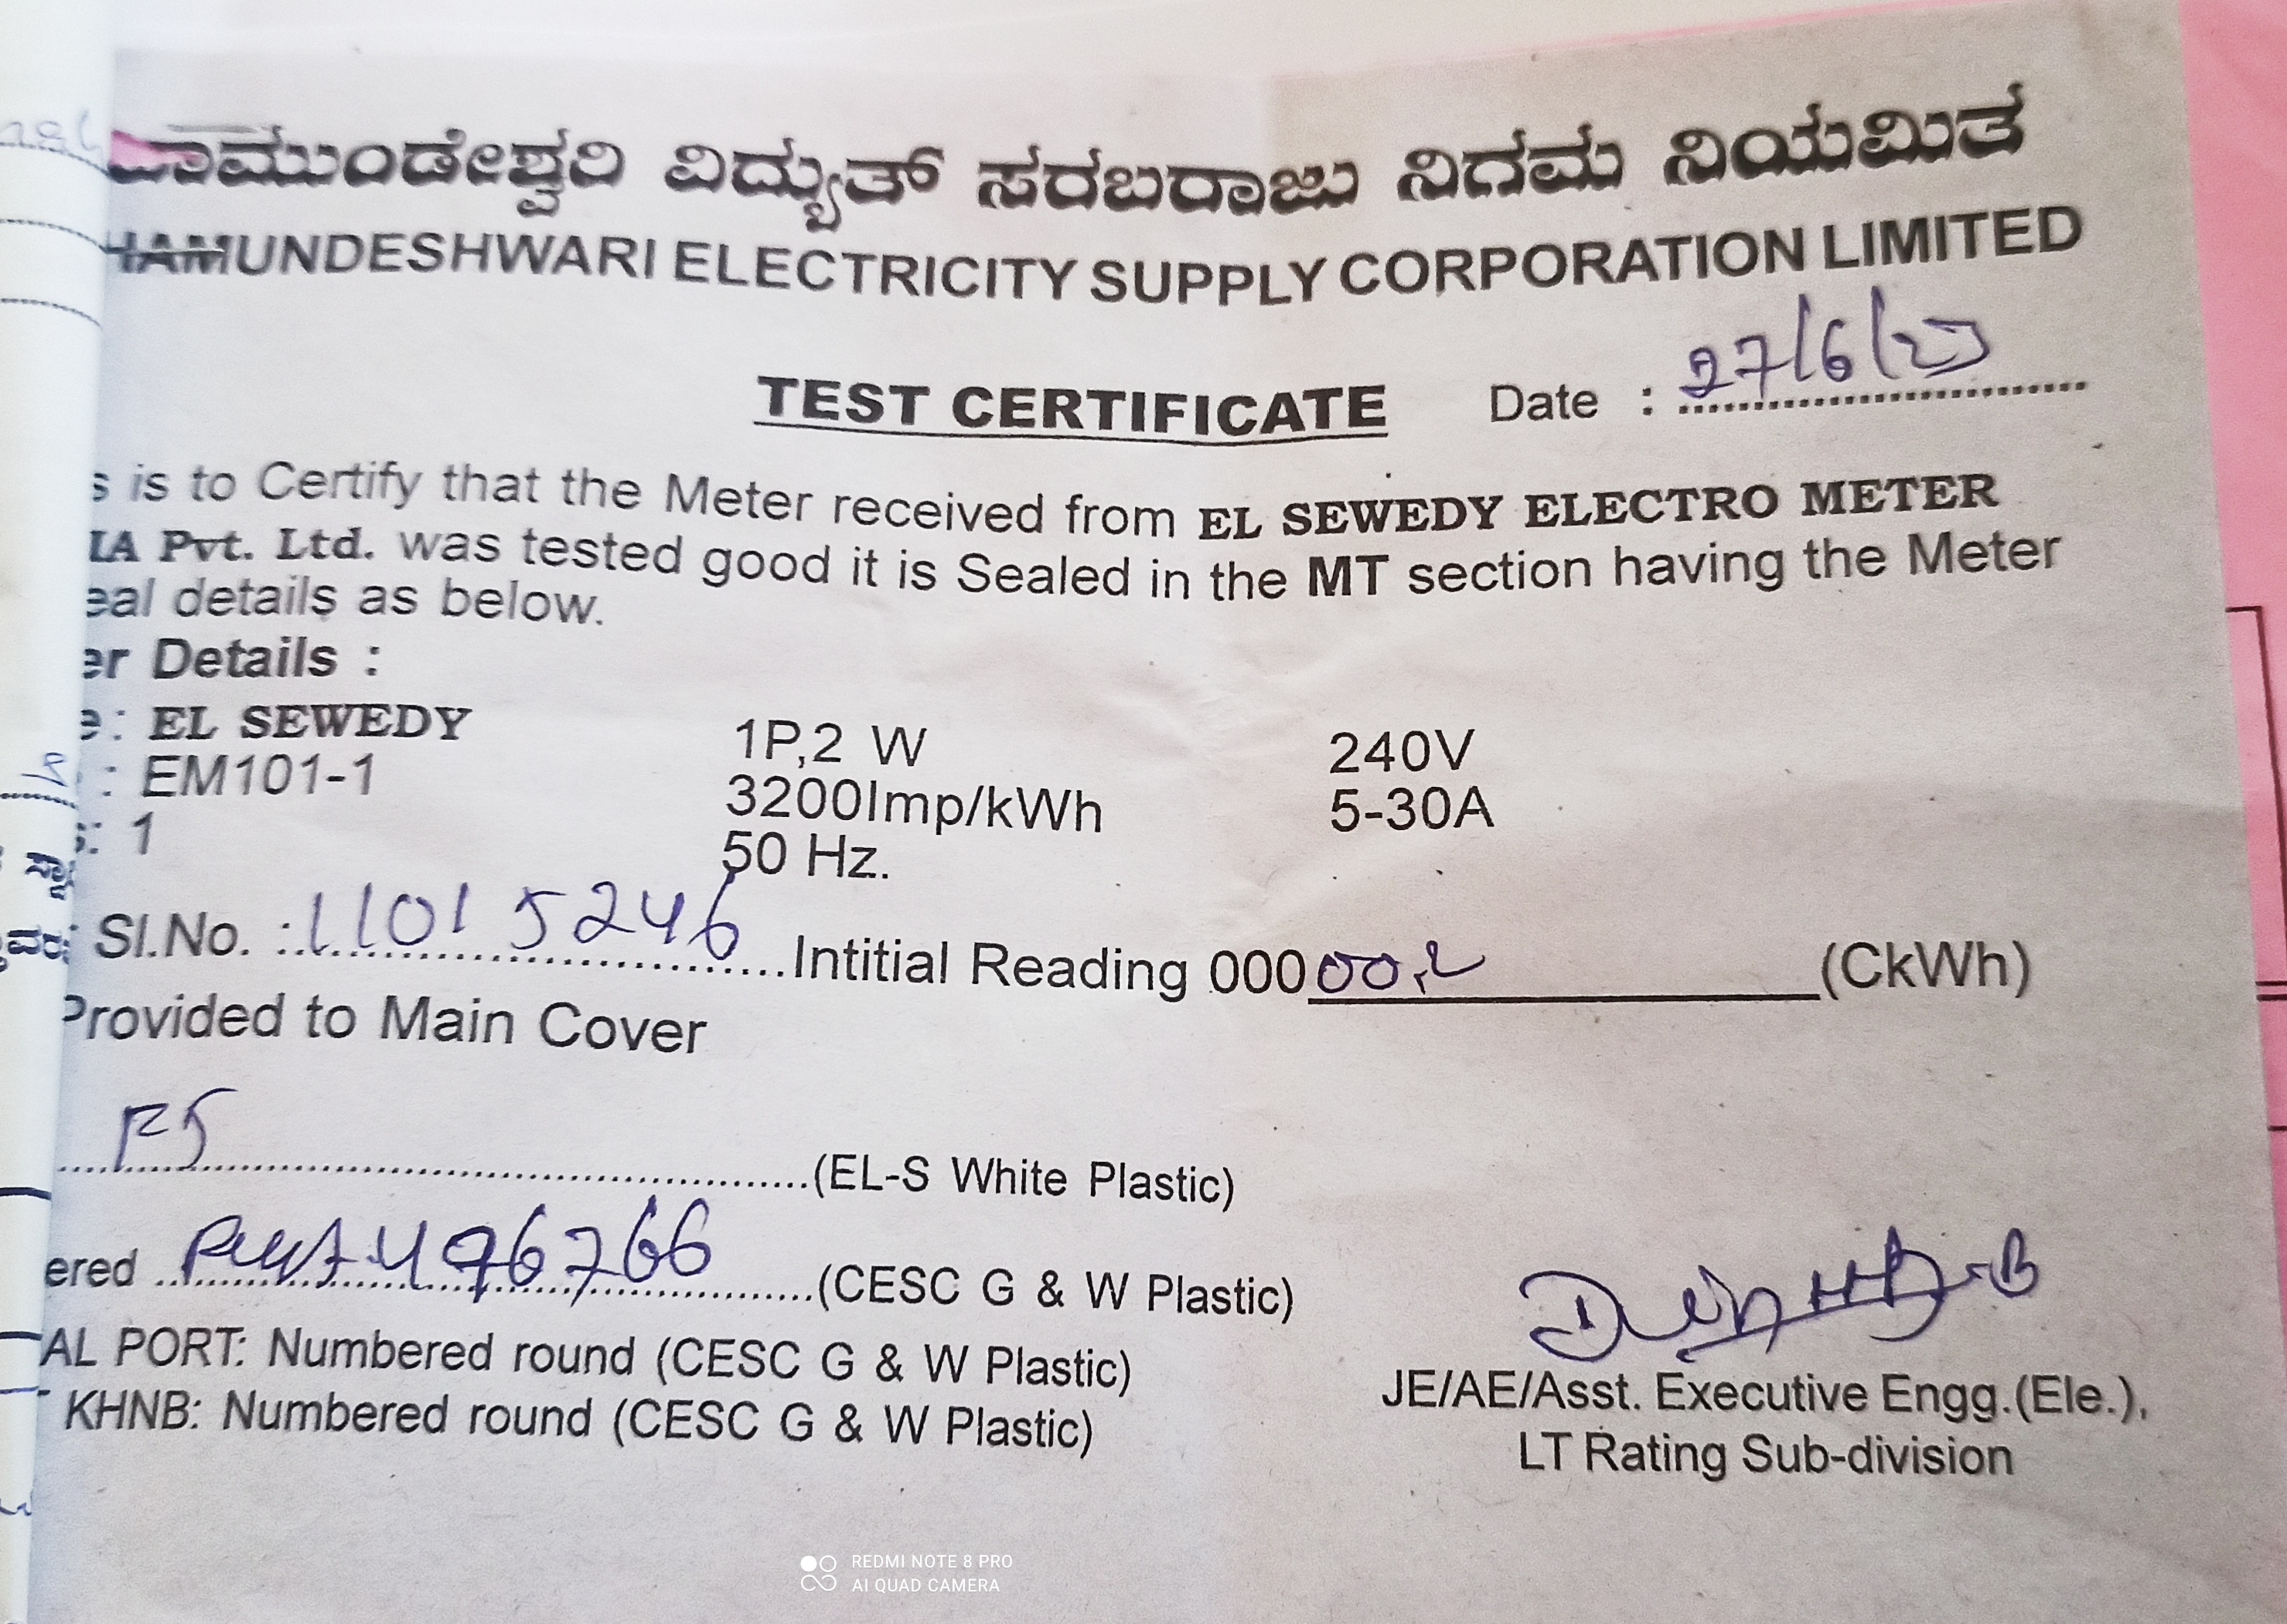 ಚಾಮುಂಡೇಶ್ವರಿ ವಿದ್ಯುತ್ ಸರಬರಾಜು ನಿಗಮ ನಿಯಮಿತ
HAMUNDESHWARI ELECTRICITY SUPPLY CORPORATION LIMITED
TEST CERTIFICATE Date : 27/6/23
s is to Certify that the Meter received from EL SEWEDY ELECTRO METER
IA Pvt. Ltd. was tested good it is Sealed in the MT section having the Meter
eal details as below.
er Details :
e : EL SEWEDY 1P,2 W 240V
: EM101-1 3200Imp/kWh 5-30A
s: 1 50 Hz.
Sl.No. : 11015246 Intitial Reading 00000.2 (CkWh)
Provided to Main Cover
F5 (EL-S White Plastic)
ered 496766 (CESC G & W Plastic)
AL PORT: Numbered round (CESC G & W Plastic)
KHNB: Numbered round (CESC G & W Plastic)
JE/AE/Asst. Executive Engg.(Ele.),
LT Rating Sub-division
REDMI NOTE 8 PRO
AI QUAD CAMERA